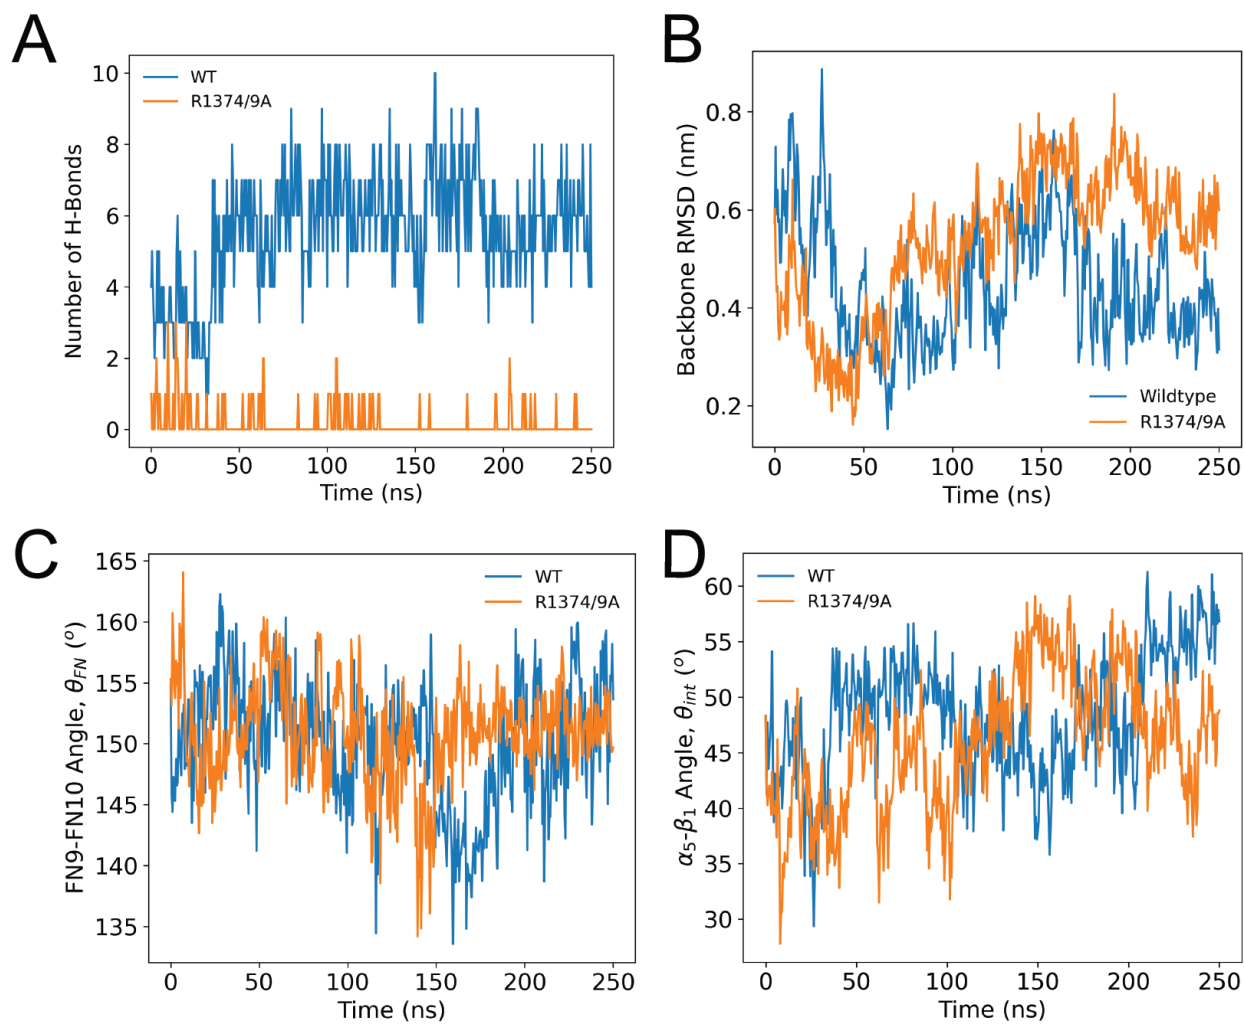 A
Number of H-Bonds
WT
R1374/9A
10
8
6
4
2
0
0 50 100 150 200 250
Time (ns)
B
Backbone RMSD (nm)
0.8
0.6
0.4
0.2
Wildtype
R1374/9A
0 50 100 150 200 250
Time (ns)
C
FN9-FN10 Angle, θFN (o)
WT
R1374/9A
165
160
155
150
145
140
135
0 50 100 150 200 250
Time (ns)
D
α5-β1 Angle, θint (o)
WT
R1374/9A
60
55
50
45
40
35
30
0 50 100 150 200 250
Time (ns)